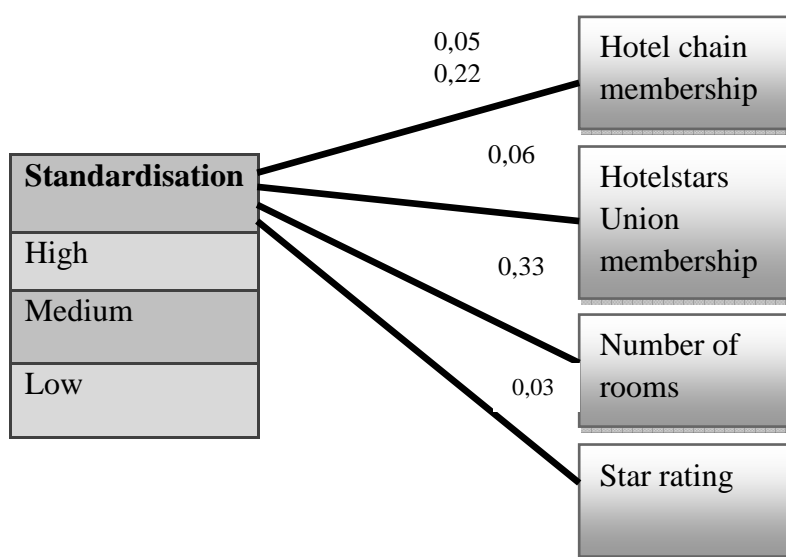 0,05
0,22
Hotel chain
membership
0,06
Standardisation
High
Medium
Low
Hotelstars
Union
membership
0,33
Number of
rooms
0,03
Star rating